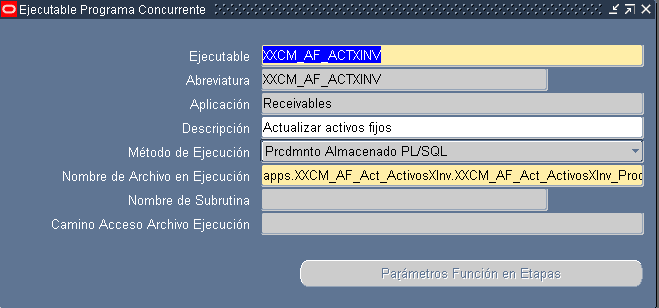 Ejecutable Programa Concurrente
Ejecutable XXCM_AF_ACTXINV
Abreviatura XXCM_AF_ACTXINV
Aplicación Receivables
Descripción Actualizar activos fijos
Método de Ejecución Prcdmnto Almacenado PL/SQL
Nombre de Archivo en Ejecución apps.XXCM_AF_Act_ActivosXInv.XXCM_AF_Act_ActivosXInv_Proc
Nombre de Subrutina
Camino Acceso Archivo Ejecución
Parámetros Función en Etapas